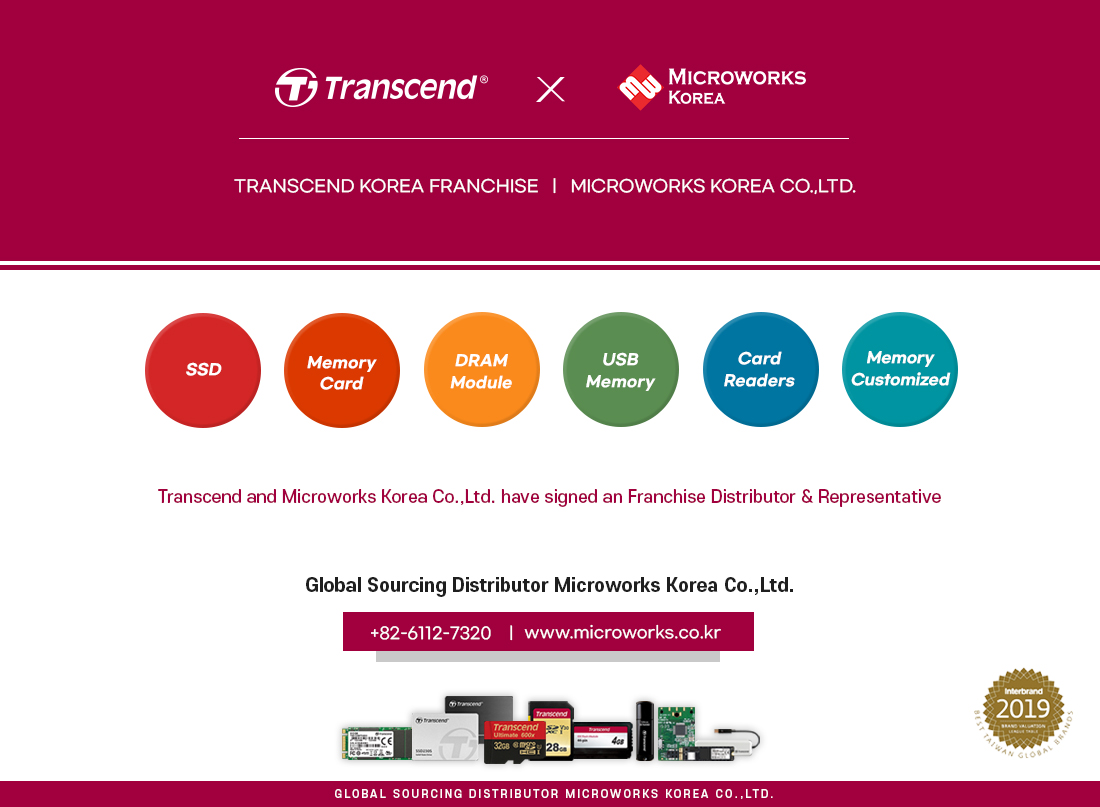 Transcend®
MICROWORKS
KOREA
TRANSCEND KOREA FRANCHISE | MICROWORKS KOREA CO.,LTD.
SSD
Memory
Card
DRAM
Module
USB
Memory
Card
Readers
Memory
Customized
Transcend and Microworks Korea Co.,Ltd. have signed an Franchise Distributor & Representative
Global Sourcing Distributor Microworks Korea Co.,Ltd.
+82-6112-7320 | www.microworks.co.kr
Transcend
Transcend
Transcend
Ultimate 600x
32GB
Transcend
28GB
Transcend
4GB
Transcend
Interbrand
2019
BRAND VALUATION
LEAGUE TABLE
BEST TAIWAN GLOBAL BRANDS
GLOBAL SOURCING DISTRIBUTOR MICROWORKS KOREA CO.,LTD.